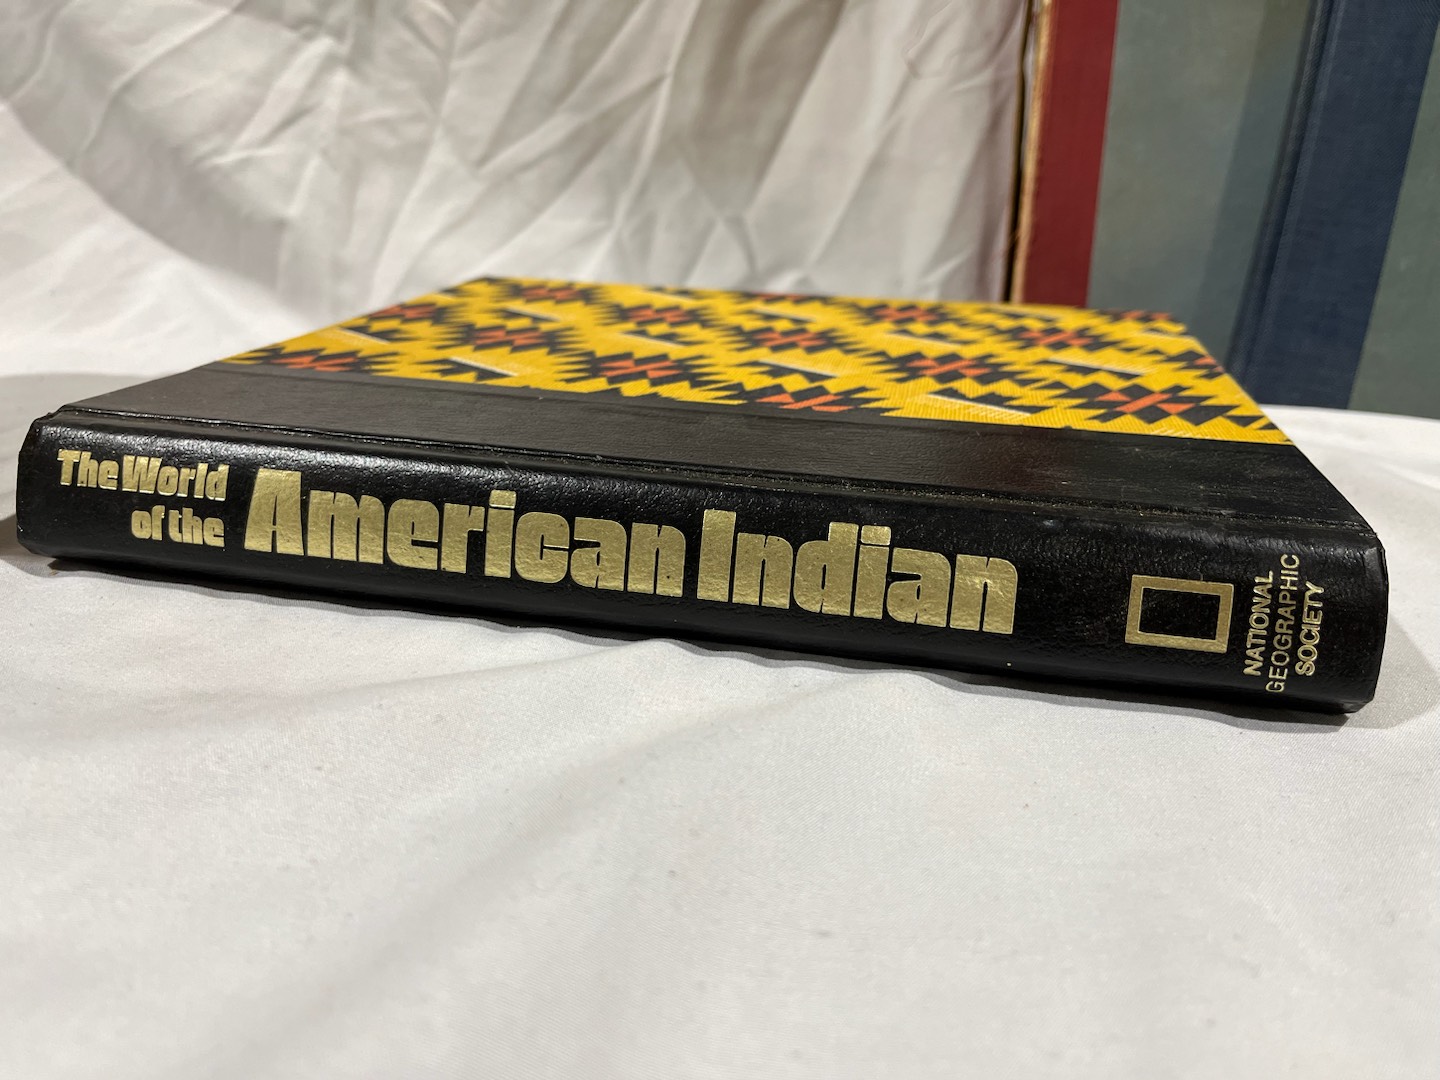 The World
of the
American Indian
NATIONAL
GEOGRAPHIC
SOCIETY